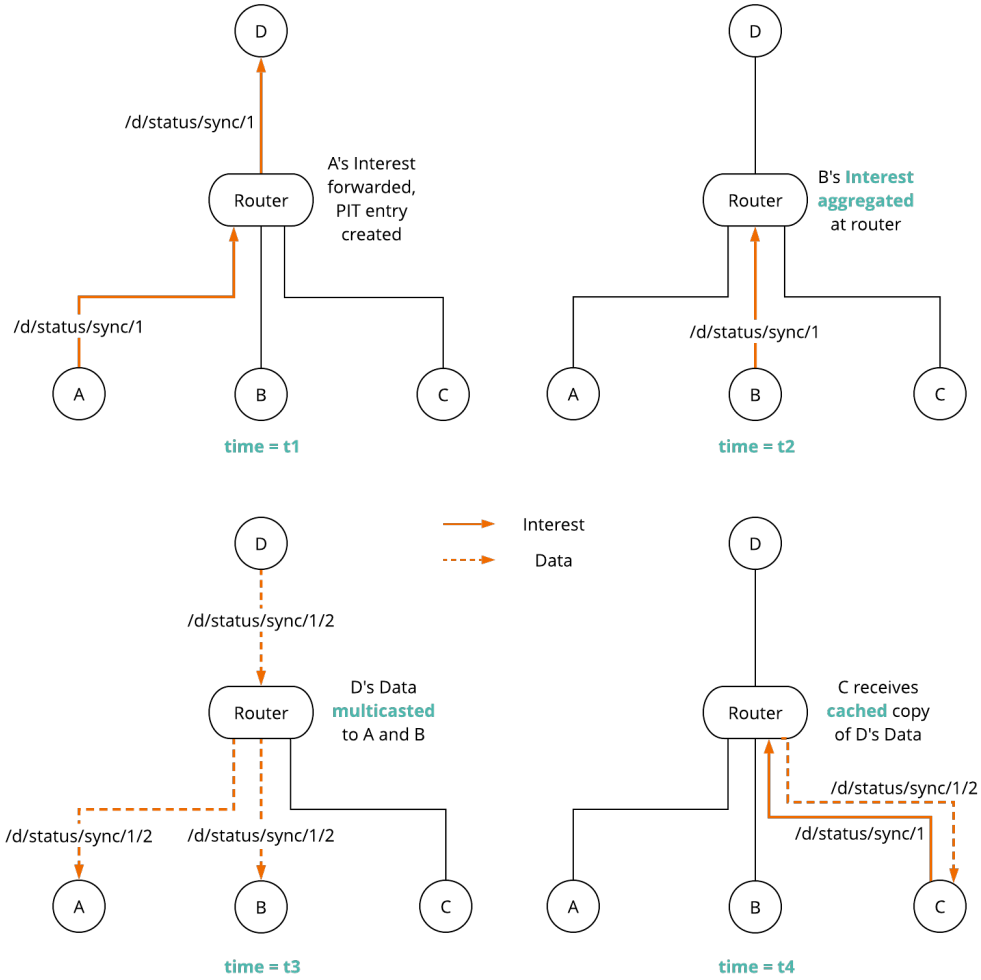 D
/d/status/sync/1
A's Interest
forwarded,
PIT entry
created
Router
/d/status/sync/1
A
B
C
time = t1
D
B's Interest
aggregated
at router
Router
/d/status/sync/1
A
B
C
time = t2
Interest
Data
D
/d/status/sync/1/2
D's Data
multicasted
to A and B
Router
/d/status/sync/1/2
/d/status/sync/1/2
A
B
C
time = t3
D
C receives
cached copy
of D's Data
Router
/d/status/sync/1/2
/d/status/sync/1
A
B
C
time = t4